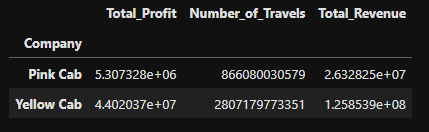 Total_Profit Number_of_Travels Total_Revenue
Company
Pink Cab 5.307328e+06 866080030579 2.632825e+07
Yellow Cab 4.402037e+07 2807179773351 1.258539e+08